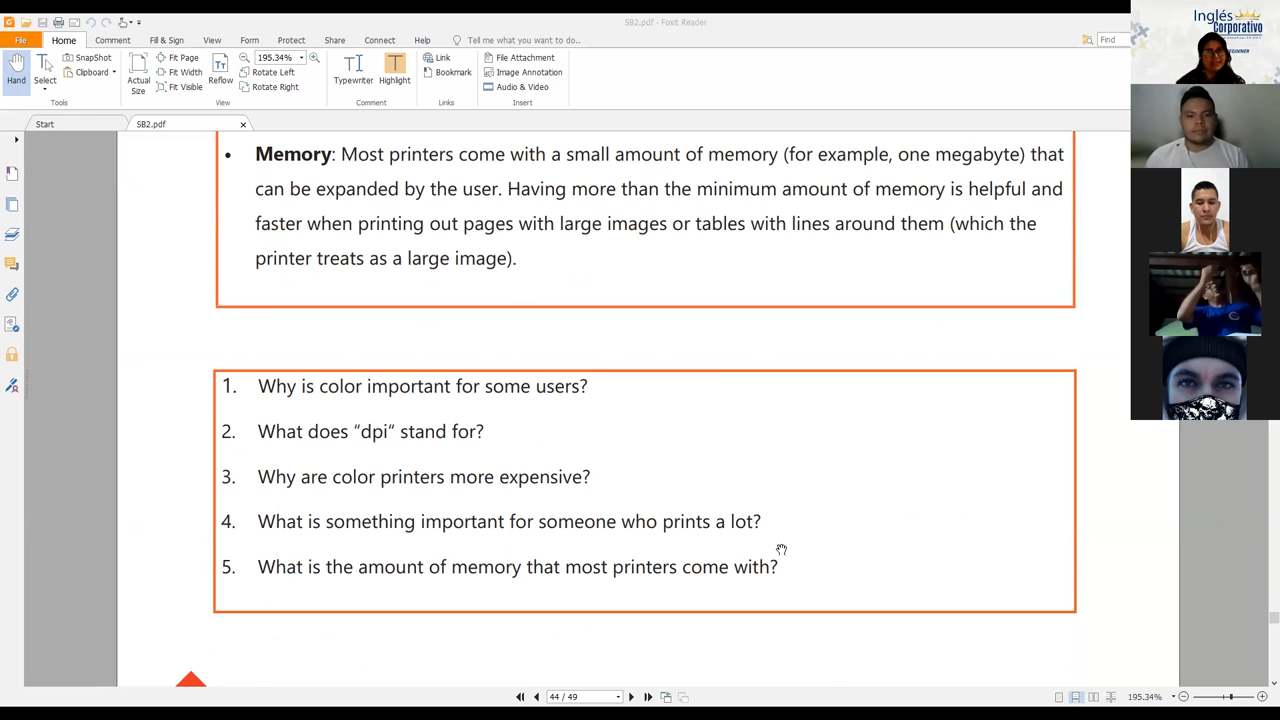 SB2.pdf - Foxit Reader
File Home Comment Fill & Sign View Form Protect Share Connect Help Tell me what you want to do.. Find
Hand
Select
SnapShot
Clipboard
Actual Size
Fit Page
Fit Width
Fit Visible
Reflow
195.34%
Rotate Left
Rotate Right
Typewriter
Highlight
Link
Bookmark
File Attachment
Image Annotation
Audio & Video
Tools View Comment Links Insert
Start SB2.pdf
• Memory: Most printers come with a small amount of memory (for example, one megabyte) that
can be expanded by the user. Having more than the minimum amount of memory is helpful and
faster when printing out pages with large images or tables with lines around them (which the
printer treats as a large image).
1. Why is color important for some users?
2. What does “dpi“ stand for?
3. Why are color printers more expensive?
4. What is something important for someone who prints a lot?
5. What is the amount of memory that most printers come with?
44 / 49
195.34%
Inglés
Corporativo